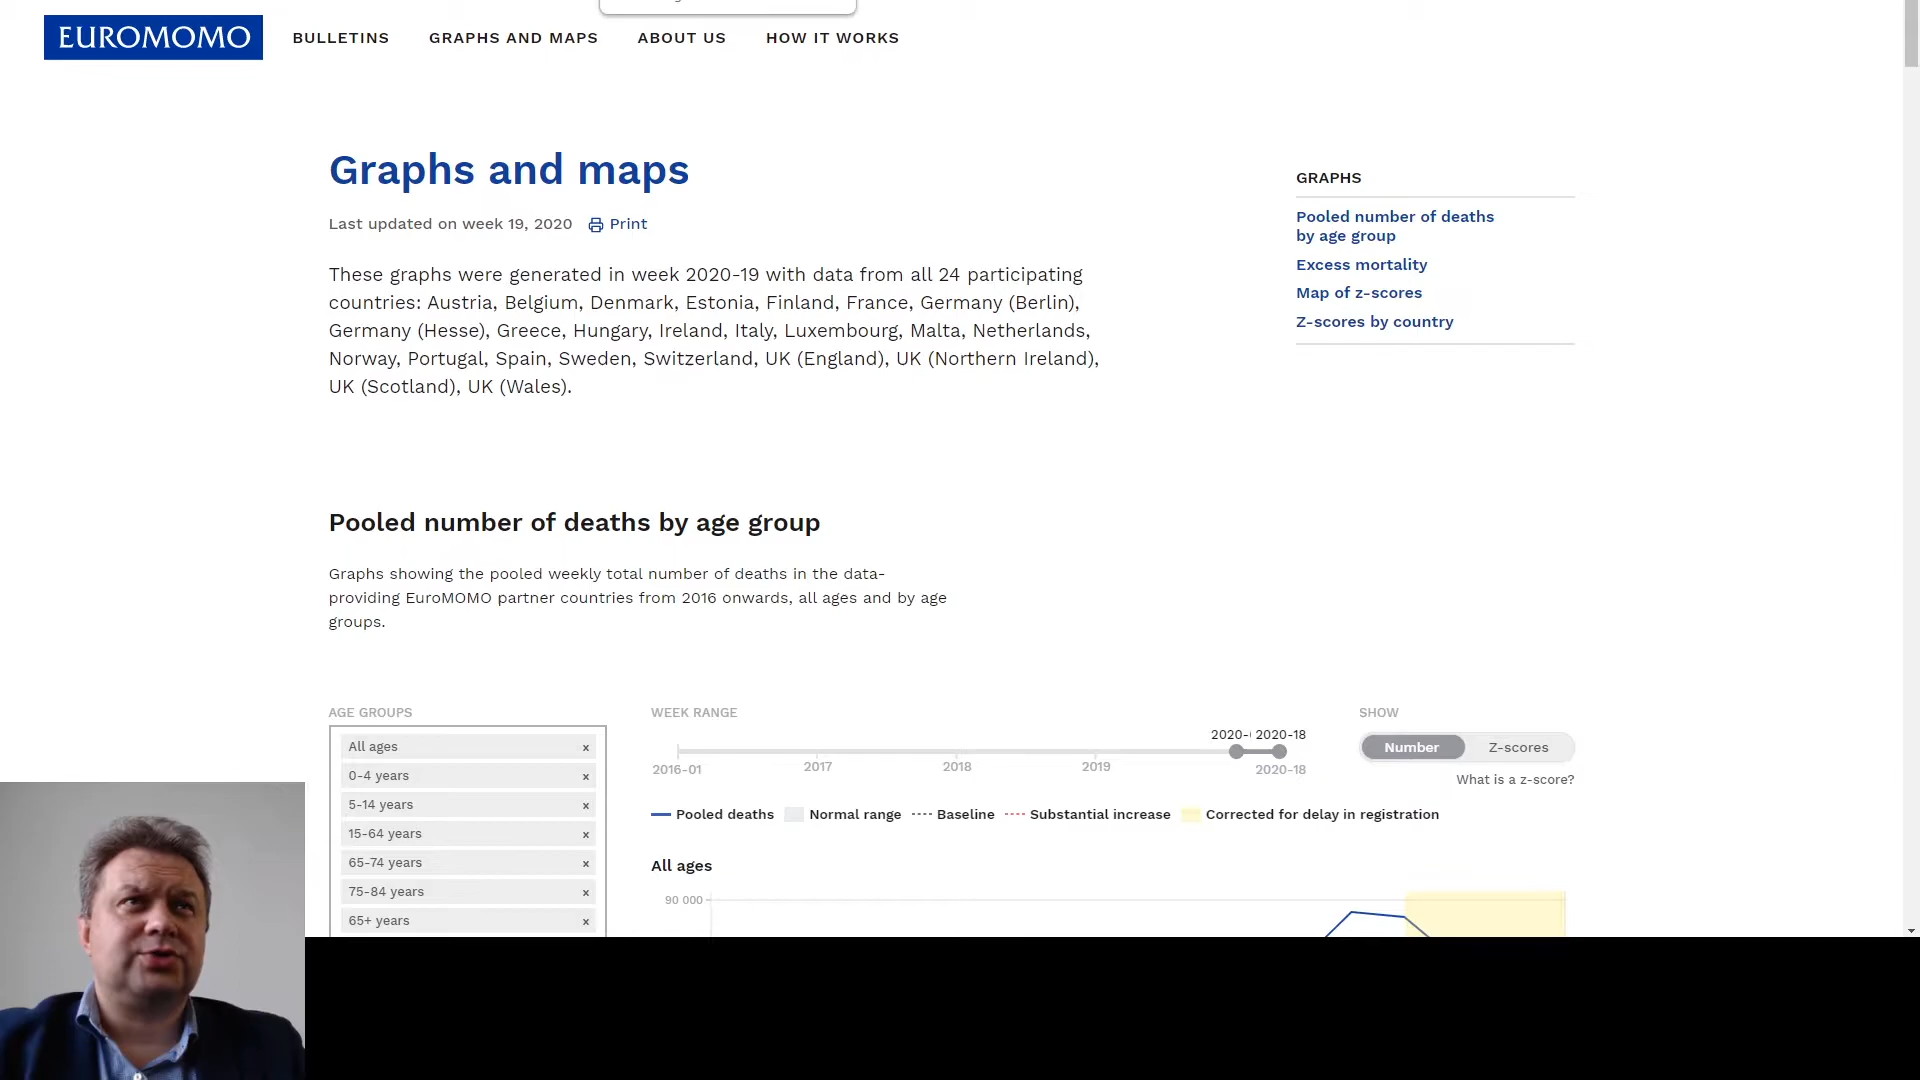 EUROMOMO
BULLETINS
GRAPHS AND MAPS
ABOUT US
HOW IT WORKS
Graphs and maps
Last updated on week 19, 2020
Print
These graphs were generated in week 2020-19 with data from all 24 participating
countries: Austria, Belgium, Denmark, Estonia, Finland, France, Germany (Berlin),
Germany (Hesse), Greece, Hungary, Ireland, Italy, Luxembourg, Malta, Netherlands,
Norway, Portugal, Spain, Sweden, Switzerland, UK (England), UK (Northern Ireland),
UK (Scotland), UK (Wales).
GRAPHS
Pooled number of deaths
by age group
Excess mortality
Map of z-scores
Z-scores by country
Pooled number of deaths by age group
Graphs showing the pooled weekly total number of deaths in the data-
providing EuroMOMO partner countries from 2016 onwards, all ages and by age
groups.
AGE GROUPS
All ages x
0-4 years x
5-14 years x
15-64 years x
65-74 years x
75-84 years x
65+ years x
WEEK RANGE
2020-18
2016-01
2017
2018
2019
2020-18
SHOW
Number
Z-scores
What is a z-score?
Pooled deaths
Normal range
Baseline
Substantial increase
Corrected for delay in registration
All ages
90 000